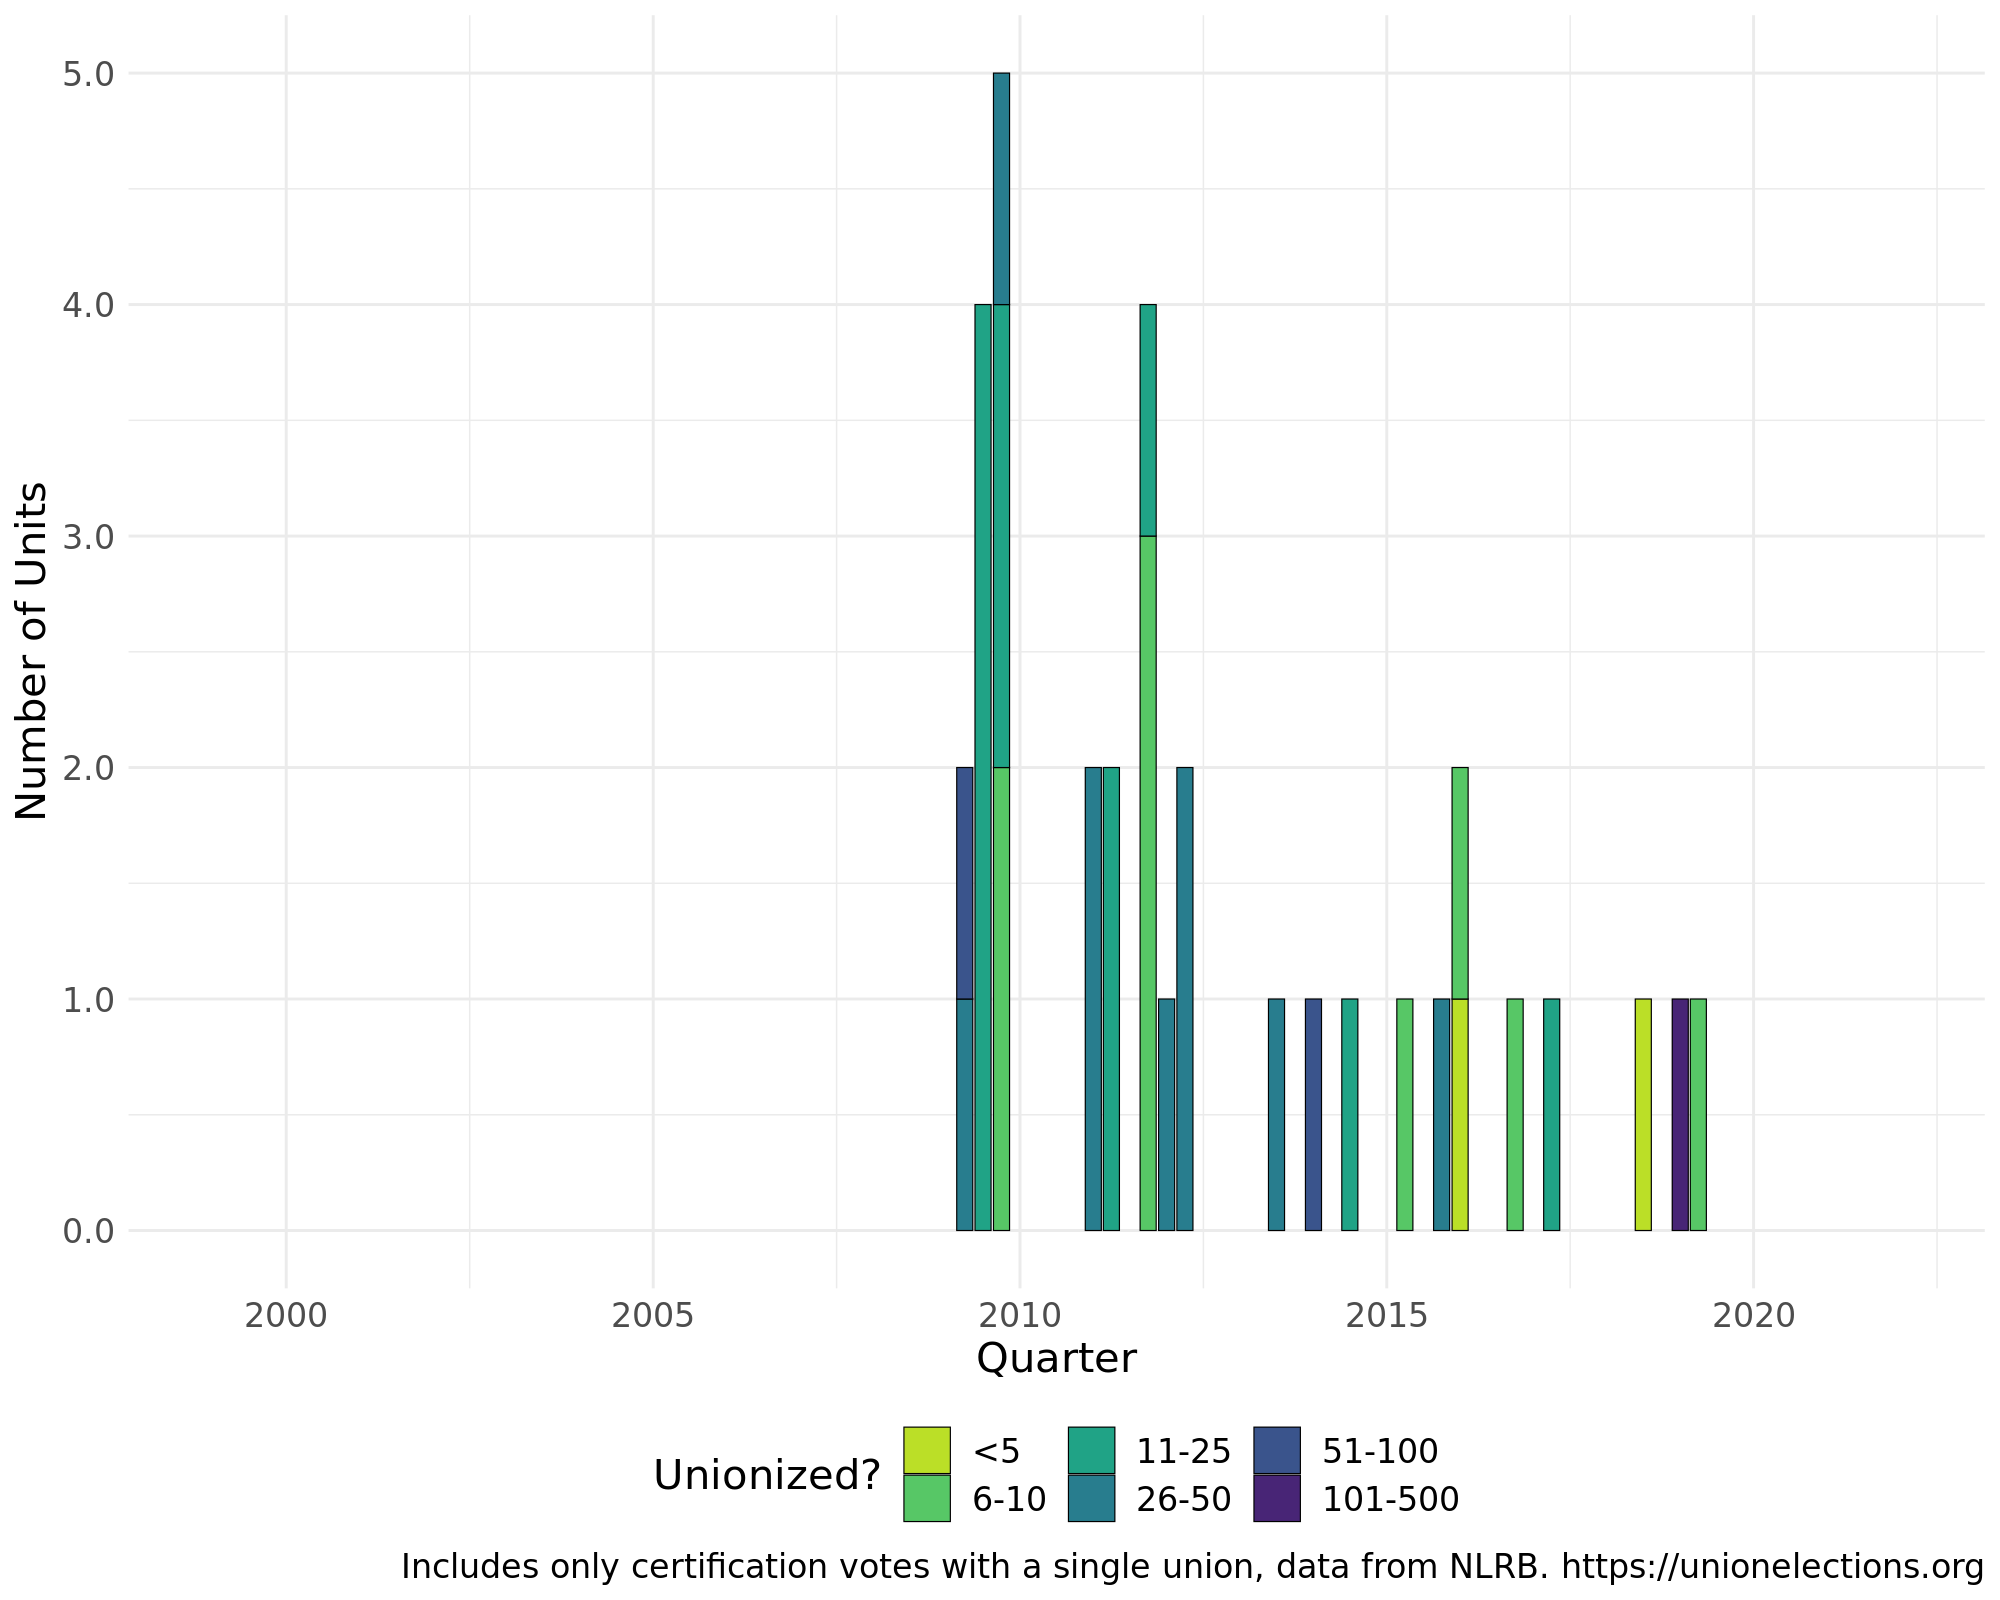 5.0
4.0
3.0
2.0
1.0
0.0
Number of Units
2000 2005 2010 2015 2020
Quarter
Unionized?
<5 11-25 51-100
6-10 26-50 101-500
Includes only certification votes with a single union, data from NLRB. https://unionelections.org